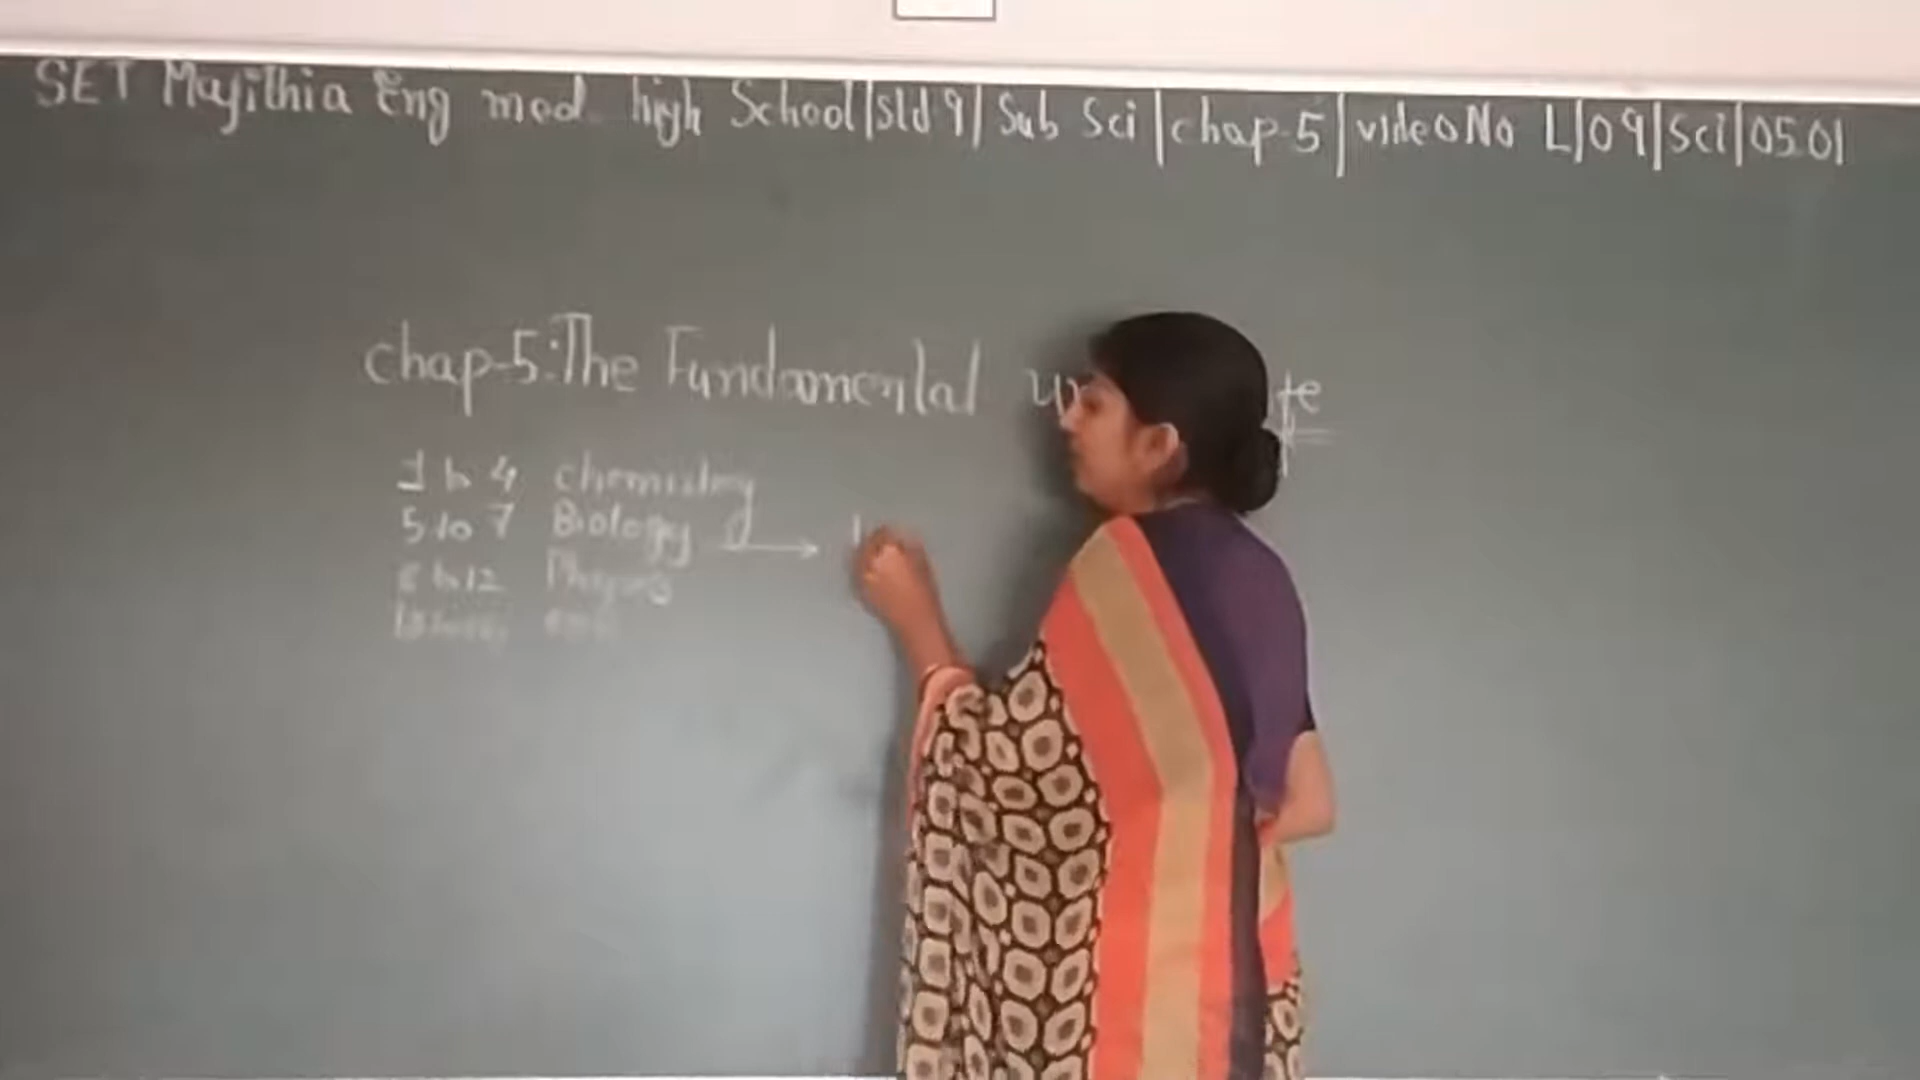 SET Majithia Eng med. high School|Std 9|Sub Sci|chap-5|video No L|09|Sci|05.01
chap-5:The Fundamental
1 to 4 chemistry
5 to 7 Biology →
8 to 12 Physics